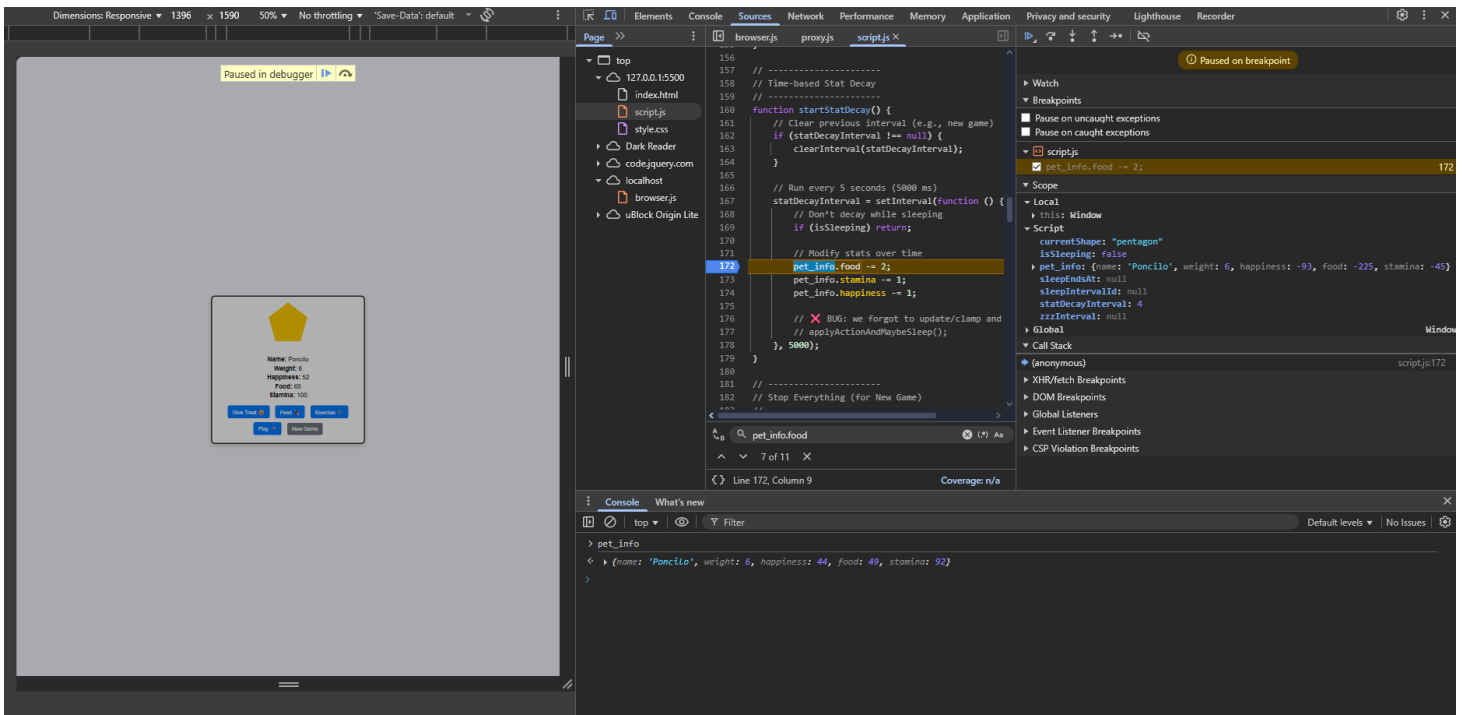 Dimensions: Responsive ▼ 1396 × 1590 50% ▼ No throttling ▼ 'Save-Data': default
Paused in debugger
Name: Poncilo
Weight: 6
Happiness: 52
Food: 65
Stamina: 100
Give Treat Feed Exercise
Play New Game
Elements Console Sources Network Performance Memory Application Privacy and security Lighthouse Recorder
Page
browser.js proxy.js script.js ×
top
127.0.0.1:5500
index.html
script.js
style.css
Dark Reader
code.jquery.com
localhost
browser.js
uBlock Origin Lite
156
157 // ----------------------
158 // Time-based Stat Decay
159 // ----------------------
160 function startStatDecay() {
161 // Clear previous interval (e.g., new game)
162 if (statDecayInterval !== null) {
163 clearInterval(statDecayInterval);
164 }
165
166 // Run every 5 seconds (5000 ms)
167 statDecayInterval = setInterval(function () {
168 // Don't decay while sleeping
169 if (isSleeping) return;
170
171 // Modify stats over time
172 pet_info.food -= 2;
173 pet_info.stamina -= 1;
174 pet_info.happiness -= 1;
175
176 // ❌ BUG: we forgot to update/clamp and
177 // applyActionAndMaybeSleep();
178 }, 5000);
179 }
180
181 // ----------------------
182 // Stop Everything (for New Game)
pet_info.food (.*) Aa
7 of 11
{} Line 172, Column 9 Coverage: n/a
Paused on breakpoint
Watch
Breakpoints
Pause on uncaught exceptions
Pause on caught exceptions
script.js
pet_info.food -= 2; 172
Scope
Local
this: Window
Script
currentShape: "pentagon"
isSleeping: false
pet_info: {name: 'Poncilo', weight: 6, happiness: -93, food: -225, stamina: -45}
sleepEndsAt: null
sleepIntervalId: null
statDecayInterval: 4
zzzInterval: null
Global Window
Call Stack
(anonymous) script.js:172
XHR/fetch Breakpoints
DOM Breakpoints
Global Listeners
Event Listener Breakpoints
CSP Violation Breakpoints
Console What's new
top ▼ Filter Default levels ▼ No Issues
> pet_info
{name: 'Poncilo', weight: 6, happiness: 44, food: 49, stamina: 92}
>